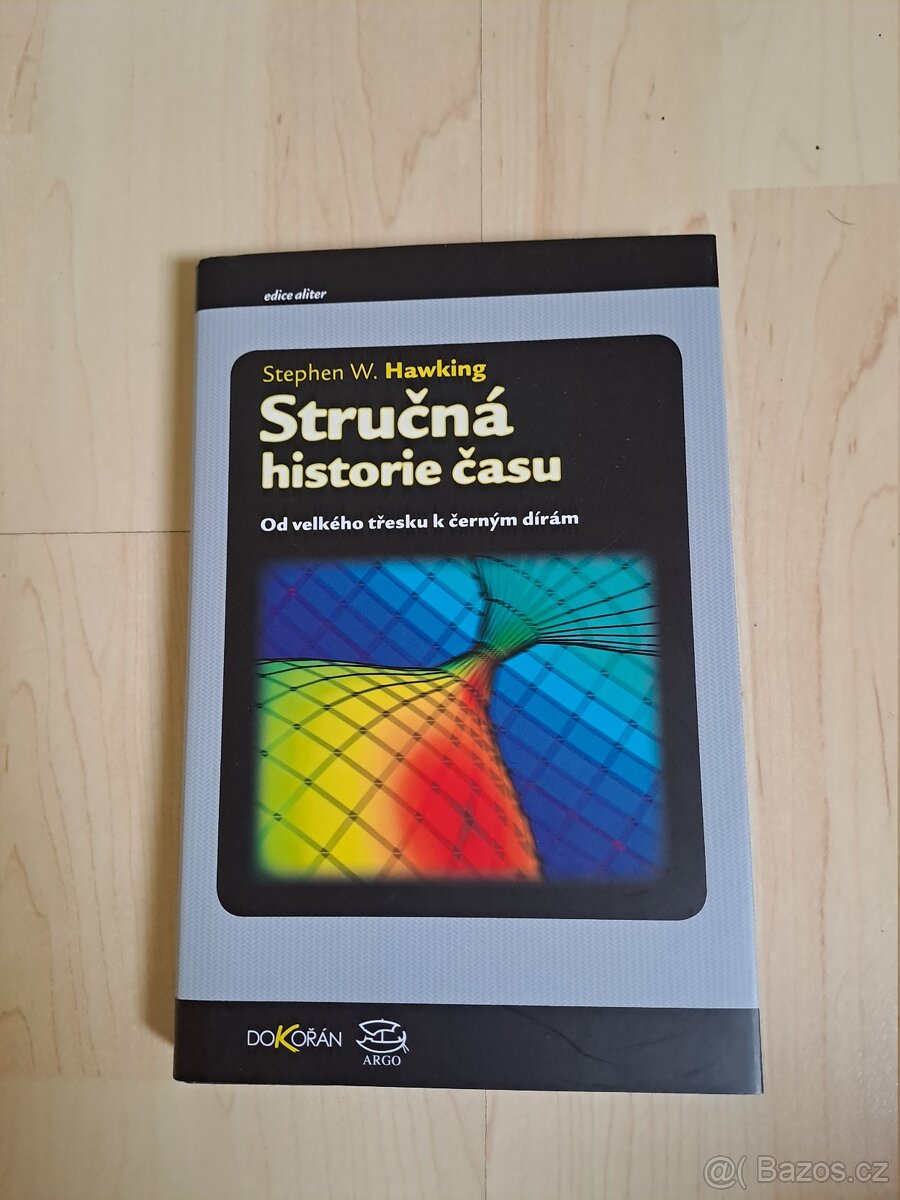 edice aliter
Stephen W. Hawking
Stručná
historie času
Od velkého třesku k černým dírám
DOKOŘÁN
ARGO
@( Bazos.cz